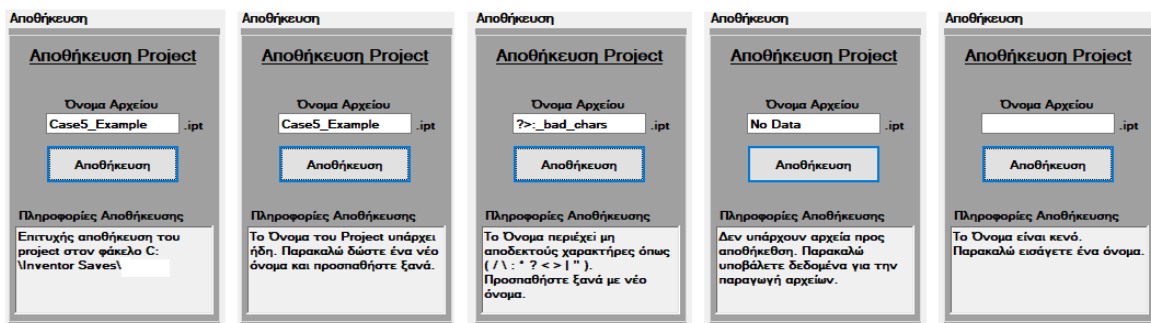 Αποθήκευση
Αποθήκευση Project
Όνομα Αρχείου
Case5_Example .ipt
Αποθήκευση
Πληροφορίες Αποθήκευσης
Επιτυχής αποθήκευση του
project στον φάκελο C:
\Inventor Saves\
Αποθήκευση
Αποθήκευση Project
Όνομα Αρχείου
Case5_Example .ipt
Αποθήκευση
Πληροφορίες Αποθήκευσης
Το Όνομα του Project υπάρχει
ήδη. Παρακαλώ δώστε ένα νέο
όνομα και προσπαθήστε ξανά.
Αποθήκευση
Αποθήκευση Project
Όνομα Αρχείου
?>:_bad_chars .ipt
Αποθήκευση
Πληροφορίες Αποθήκευσης
Το Όνομα περιέχεί μη
αποδεκτούς χαρακτήρες όπως
( / \ : * ? < > | " ).
Προσπαθήστε ξανά με νέο
όνομα.
Αποθήκευση
Αποθήκευση Project
Όνομα Αρχείου
No Data .ipt
Αποθήκευση
Πληροφορίες Αποθήκευσης
Δεν υπάρχουν αρχεία προς
αποθήκεθση. Παρακαλώ
υποβάλετε δεδομένα για την
παραγωγή αρχείων.
Αποθήκευση
Αποθήκευση Project
Όνομα Αρχείου
.ipt
Αποθήκευση
Πληροφορίες Αποθήκευσης
Το Όνομα είναι κενό.
Παρακαλώ εισάγετε ένα όνομα.